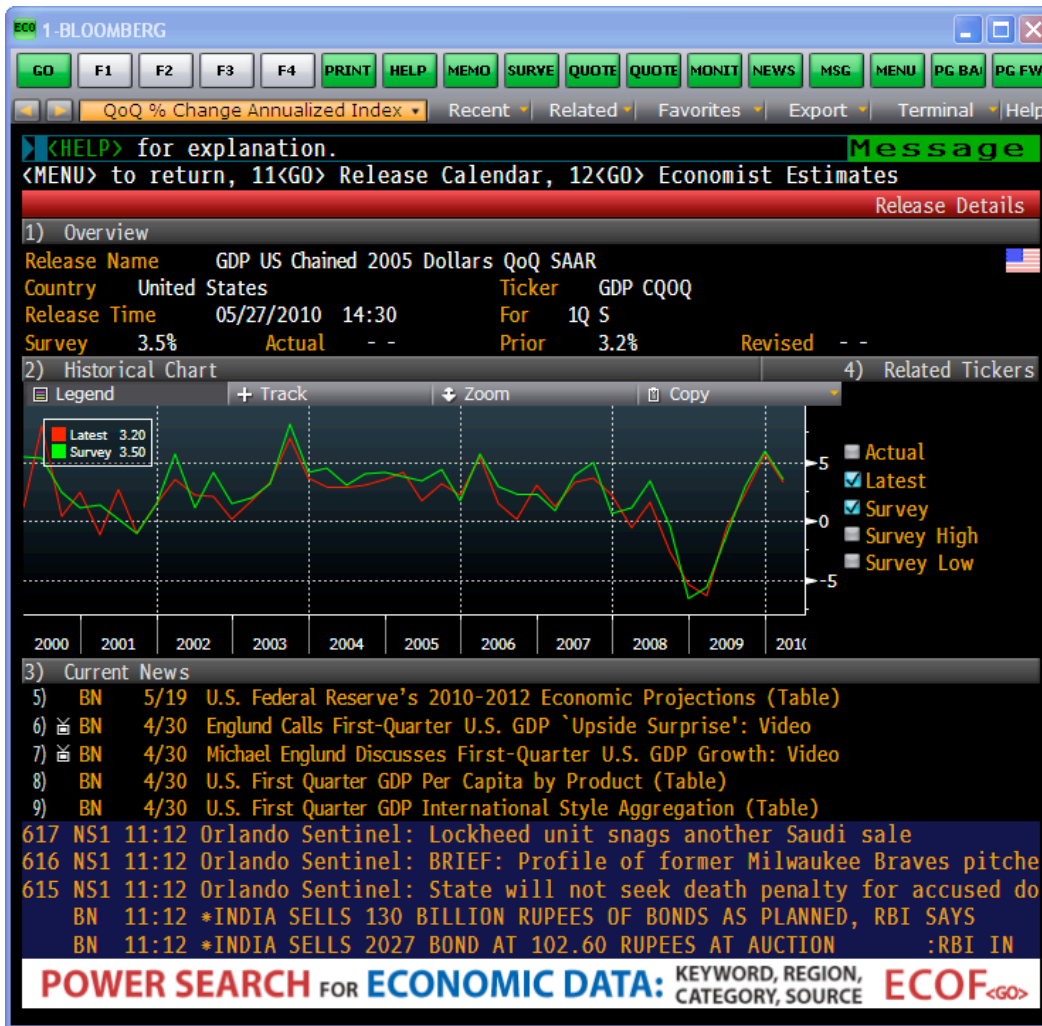 ECO 1-BLOOMBERG
GO F1 F2 F3 F4 PRINT HELP MEMO SURVE QUOTE QUOTE MONIT NEWS MSG MENU PG BA PG FW
QoQ % Change Annualized Index Recent Related Favorites Export Terminal Help
<HELP> for explanation. Message
<MENU> to return, 11<GO> Release Calendar, 12<GO> Economist Estimates
Release Details
1) Overview
Release Name GDP US Chained 2005 Dollars QoQ SAAR
Country United States Ticker GDP CQOQ
Release Time 05/27/2010 14:30 For 1Q S
Survey 3.5% Actual - - Prior 3.2% Revised - -
2) Historical Chart 4) Related Tickers
Legend + Track Zoom Copy
Latest 3.20
Survey 3.50
5
0
-5
Actual
Latest
Survey
Survey High
Survey Low
2000 2001 2002 2003 2004 2005 2006 2007 2008 2009 201
3) Current News
5) BN 5/19 U.S. Federal Reserve's 2010-2012 Economic Projections (Table)
6) BN 4/30 Englund Calls First-Quarter U.S. GDP `Upside Surprise': Video
7) BN 4/30 Michael Englund Discusses First-Quarter U.S. GDP Growth: Video
8) BN 4/30 U.S. First Quarter GDP Per Capita by Product (Table)
9) BN 4/30 U.S. First Quarter GDP International Style Aggregation (Table)
617 NS1 11:12 Orlando Sentinel: Lockheed unit snags another Saudi sale
616 NS1 11:12 Orlando Sentinel: BRIEF: Profile of former Milwaukee Braves pitche
615 NS1 11:12 Orlando Sentinel: State will not seek death penalty for accused do
BN 11:12 *INDIA SELLS 130 BILLION RUPEES OF BONDS AS PLANNED, RBI SAYS
BN 11:12 *INDIA SELLS 2027 BOND AT 102.60 RUPEES AT AUCTION :RBI IN
POWER SEARCH FOR ECONOMIC DATA: KEYWORD, REGION, CATEGORY, SOURCE ECOF<GO>